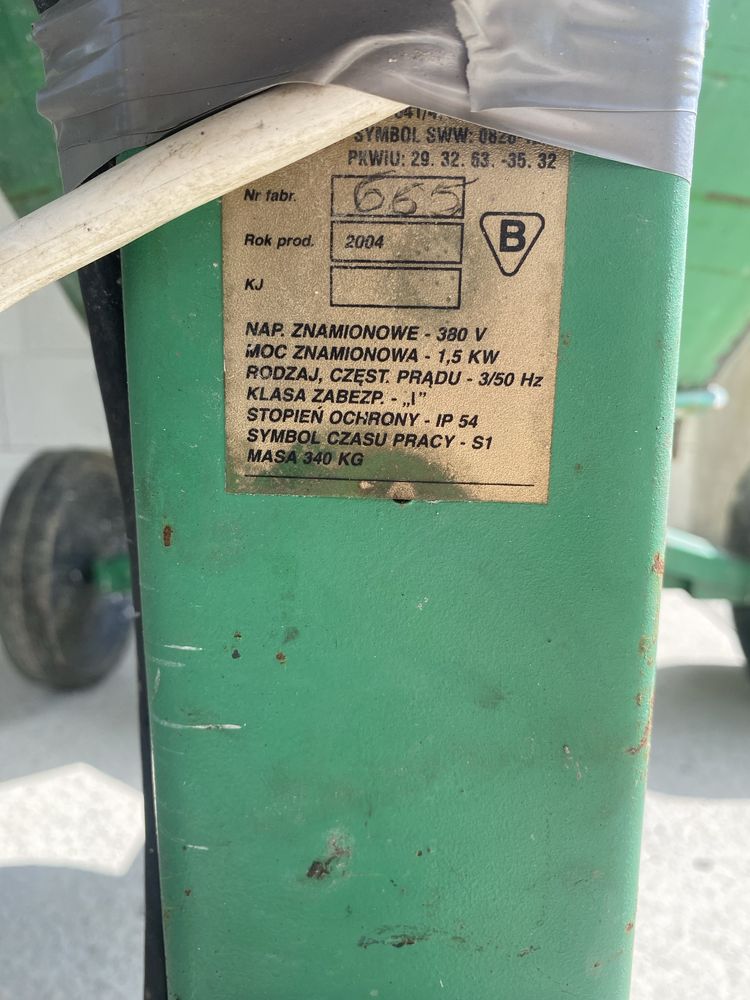 SYMBOL SWW: 0826
PKWIU: 29. 32. 63. -35. 32
Nr fabr. 665
Rok prod. 2004
B
KJ
NAP. ZNAMIONOWE - 380 V
MOC ZNAMIONOWA - 1,5 KW
RODZAJ, CZĘST. PRĄDU - 3/50 Hz
KLASA ZABEZP. - „I”
STOPIEŃ OCHRONY - IP 54
SYMBOL CZASU PRACY - S1
MASA 340 KG